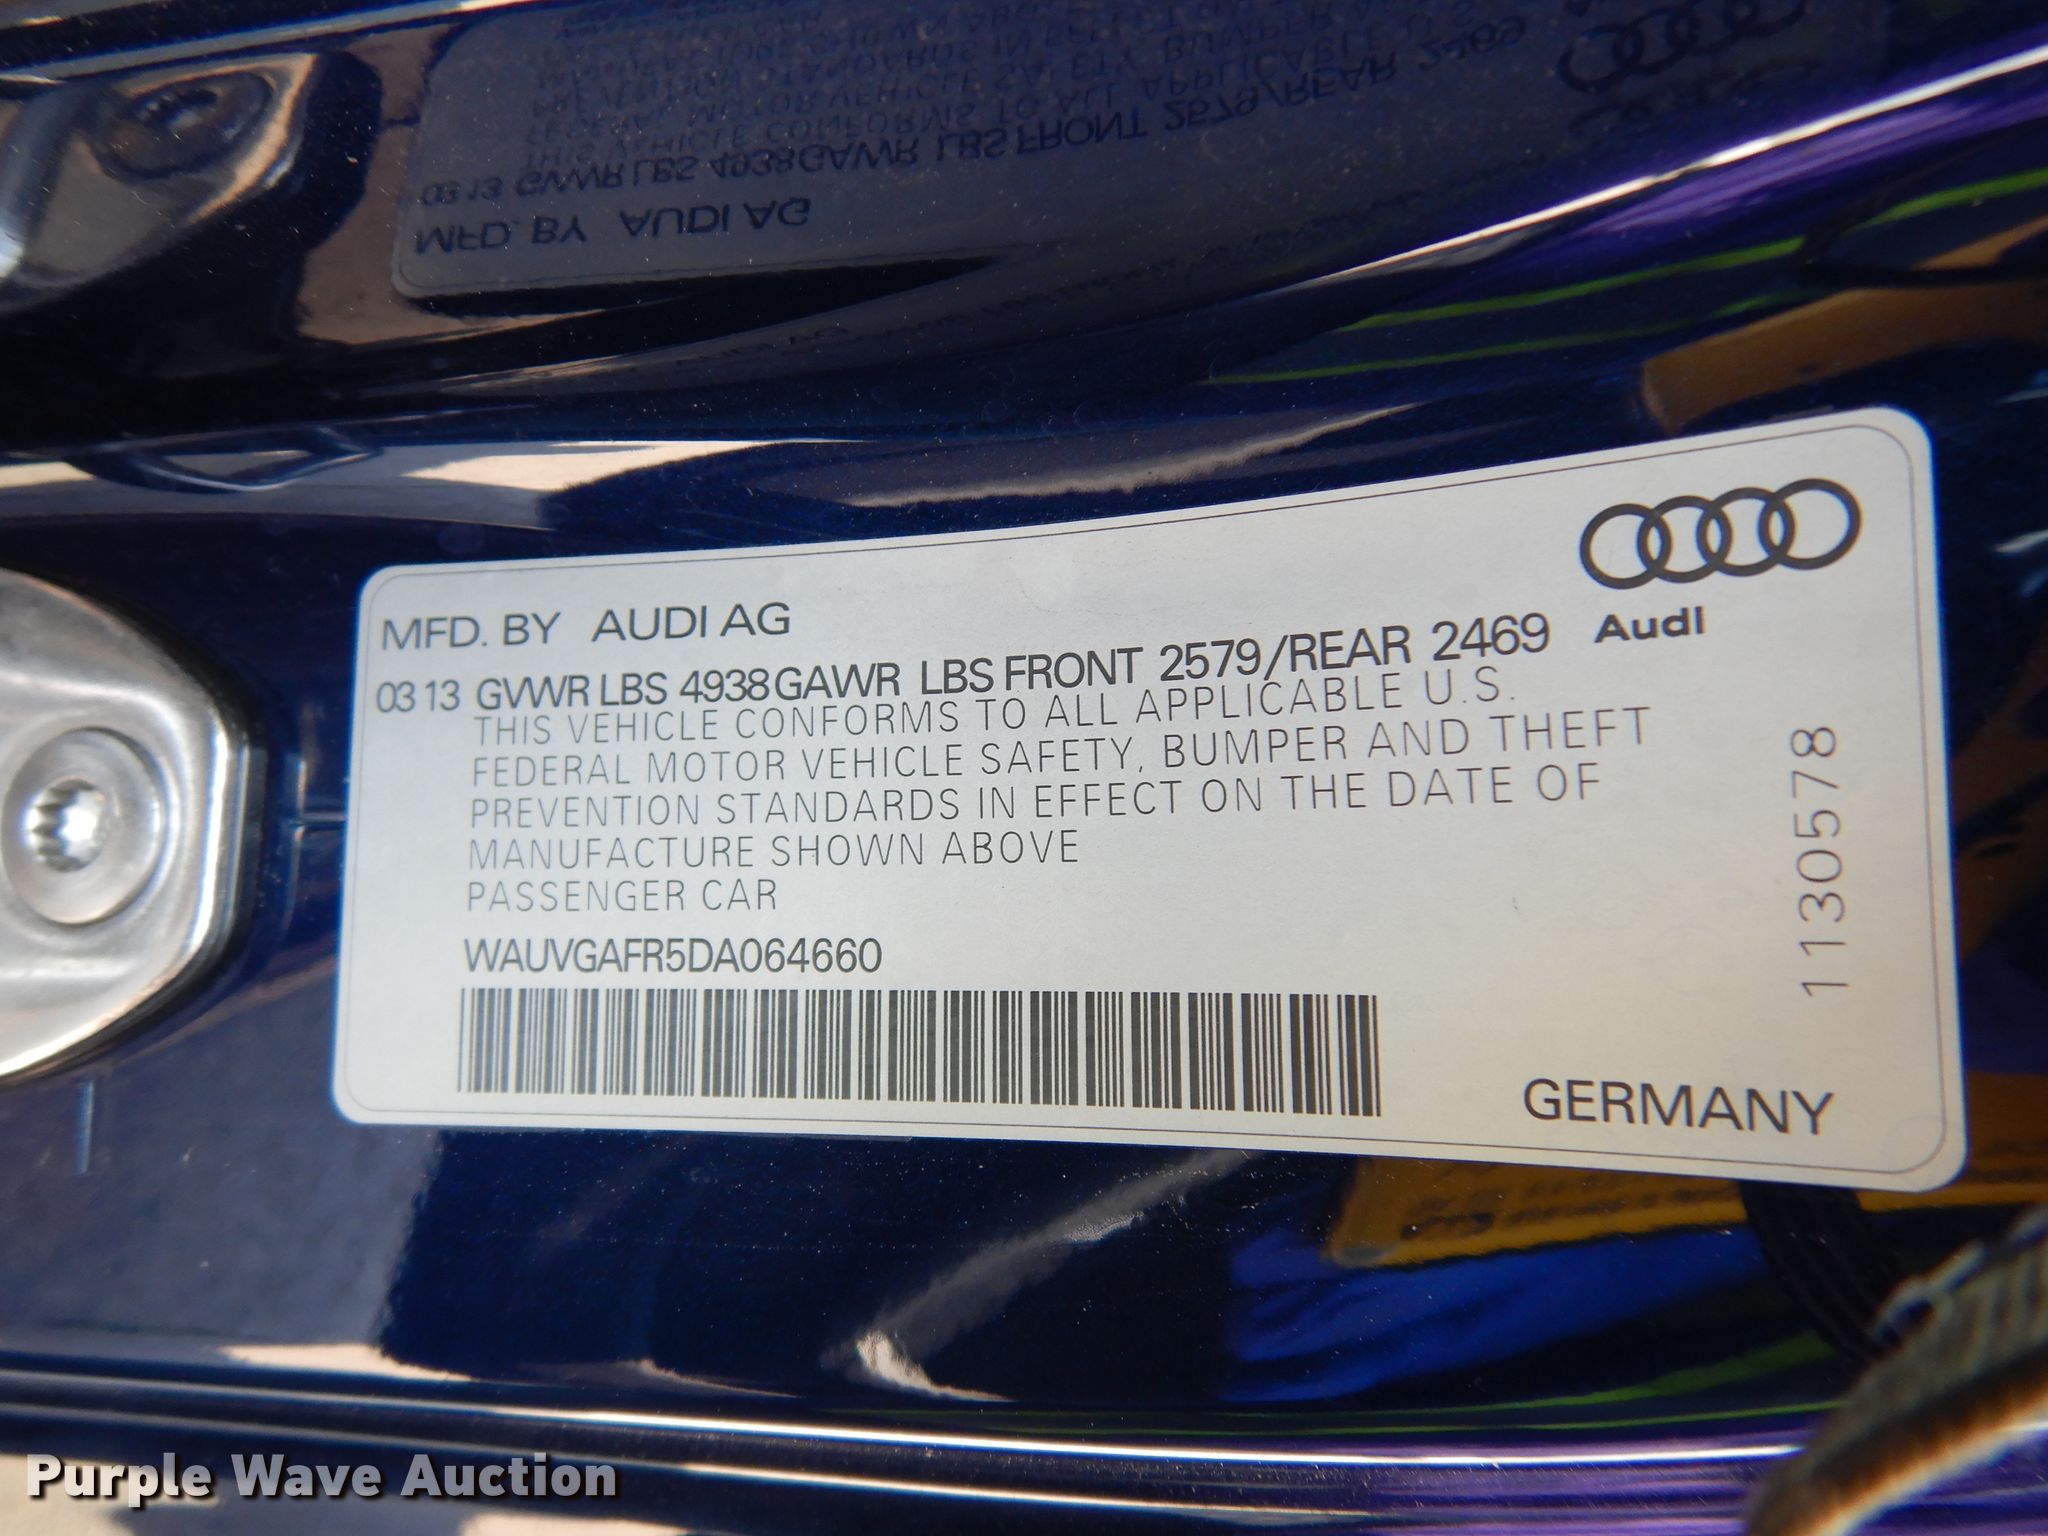 MFD. BY AUDI AG
03 13 GVWR LBS 4938 GAWR LBS FRONT 2579/REAR 2469
Audi
THIS VEHICLE CONFORMS TO ALL APPLICABLE U.S.
FEDERAL MOTOR VEHICLE SAFETY, BUMPER AND THEFT
PREVENTION STANDARDS IN EFFECT ON THE DATE OF
MANUFACTURE SHOWN ABOVE
PASSENGER CAR
WAUVGAFR5DA064660
1130578
GERMANY
Purple Wave Auction